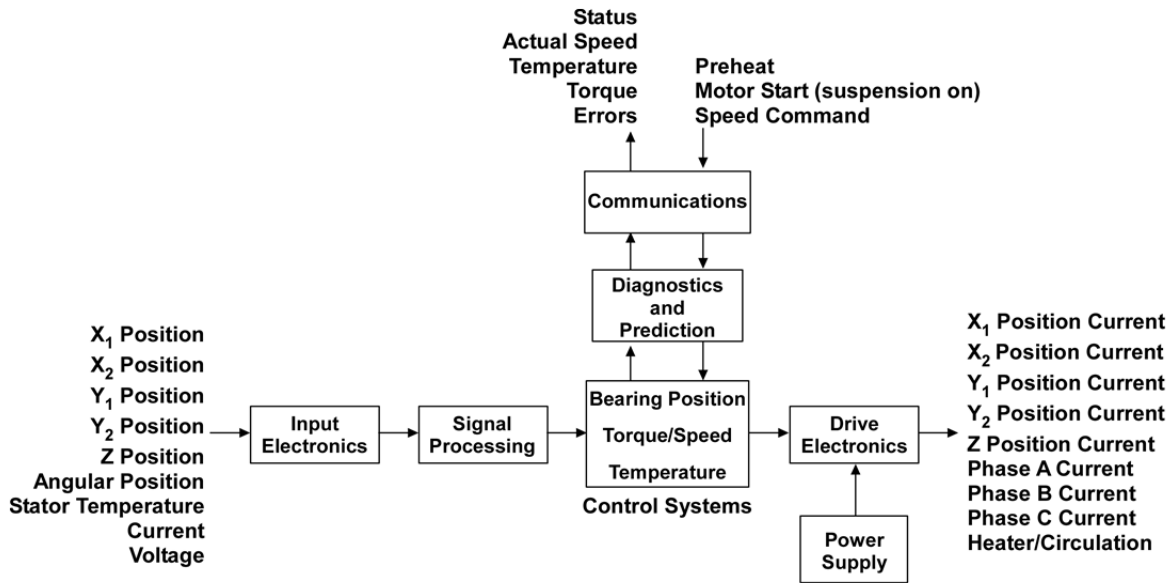 Status
Actual Speed
Temperature
Torque
Errors
Preheat
Motor Start (suspension on)
Speed Command
Communications
Diagnostics
and
Prediction
X₁ Position
X₂ Position
Y₁ Position
Y₂ Position
Z Position
Angular Position
Stator Temperature
Current
Voltage
Input
Electronics
Signal
Processing
Bearing Position
Torque/Speed
Temperature
Control Systems
Drive
Electronics
Power
Supply
X₁ Position Current
X₂ Position Current
Y₁ Position Current
Y₂ Position Current
Z Position Current
Phase A Current
Phase B Current
Phase C Current
Heater/Circulation